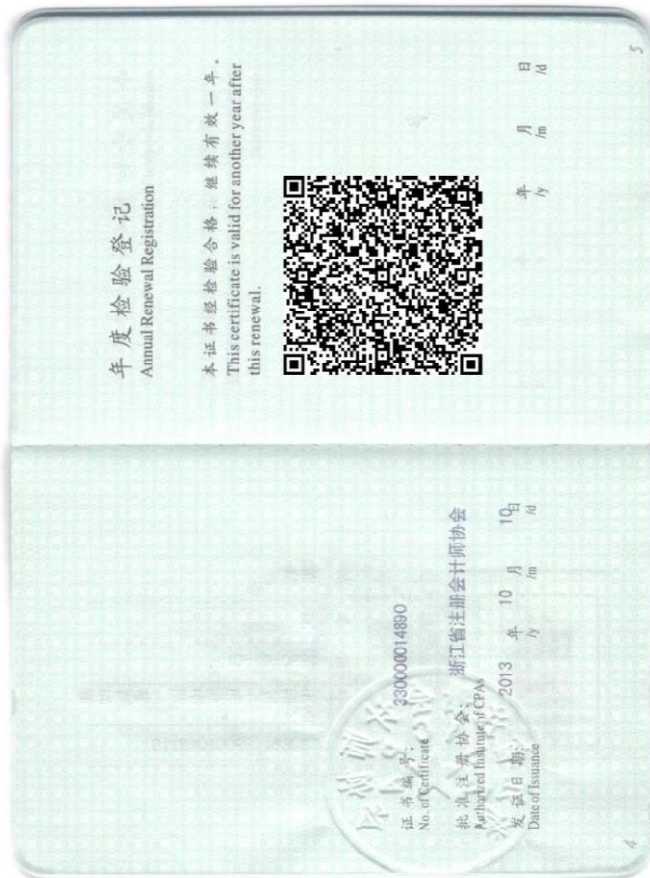 证书编号: 330000014890
No. of Certificate
批准注册协会: 浙江省注册会计师协会
Authorized Institute of CPAs
发证日期: 2013 年 10 月 10 日
Date of Issuance /y /m /d
4
年度检验登记
Annual Renewal Registration
本证书经检验合格，继续有效一年。
This certificate is valid for another year after
this renewal.
年 月 日
/y /m /d
5